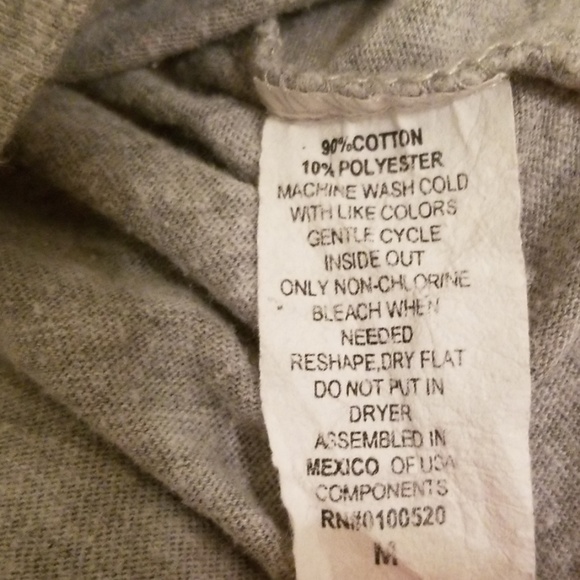 90%COTTON
10%POLYESTER
MACHINE WASH COLD
WITH LIKE COLORS
GENTLE CYCLE
INSIDE OUT
ONLY NON-CHLORINE
BLEACH WHEN
NEEDED
RESHAPE,DRY FLAT
DO NOT PUT IN
DRYER
ASSEMBLED IN
MEXICO OF USA
COMPONENTS
RN#0100520
M